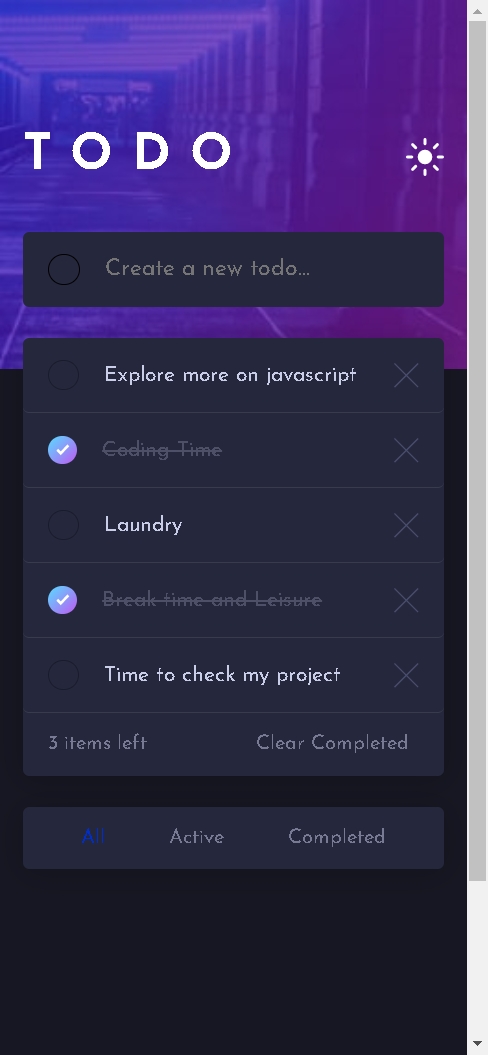 TODO
Create a new todo...
Explore more on javascript
Coding Time
Laundry
Break time and Leisure
Time to check my project
3 items left Clear Completed
All Active Completed